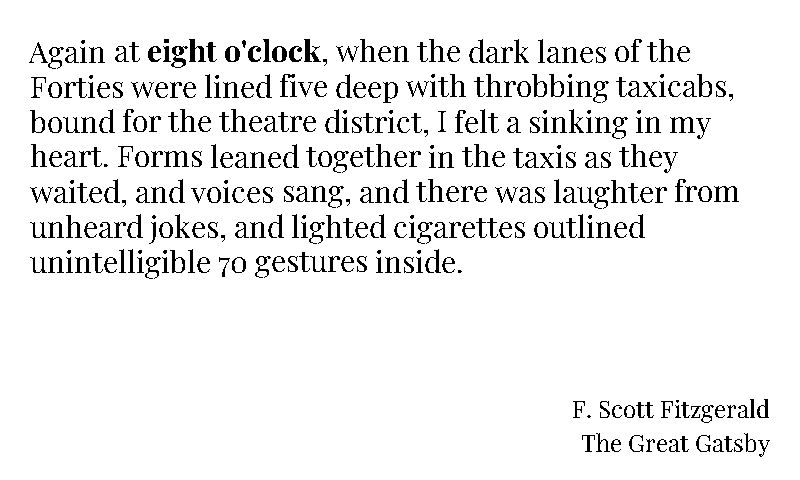 Again at eight o'clock, when the dark lanes of the
Forties were lined five deep with throbbing taxicabs,
bound for the theatre district, I felt a sinking in my
heart. Forms leaned together in the taxis as they
waited, and voices sang, and there was laughter from
unheard jokes, and lighted cigarettes outlined
unintelligible 70 gestures inside.
F. Scott Fitzgerald
The Great Gatsby